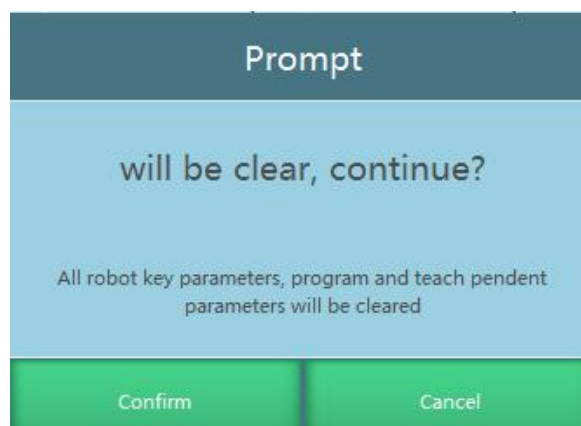 Prompt
will be clear, continue?
All robot key parameters, program and teach pendent
parameters will be cleared
Confirm
Cancel